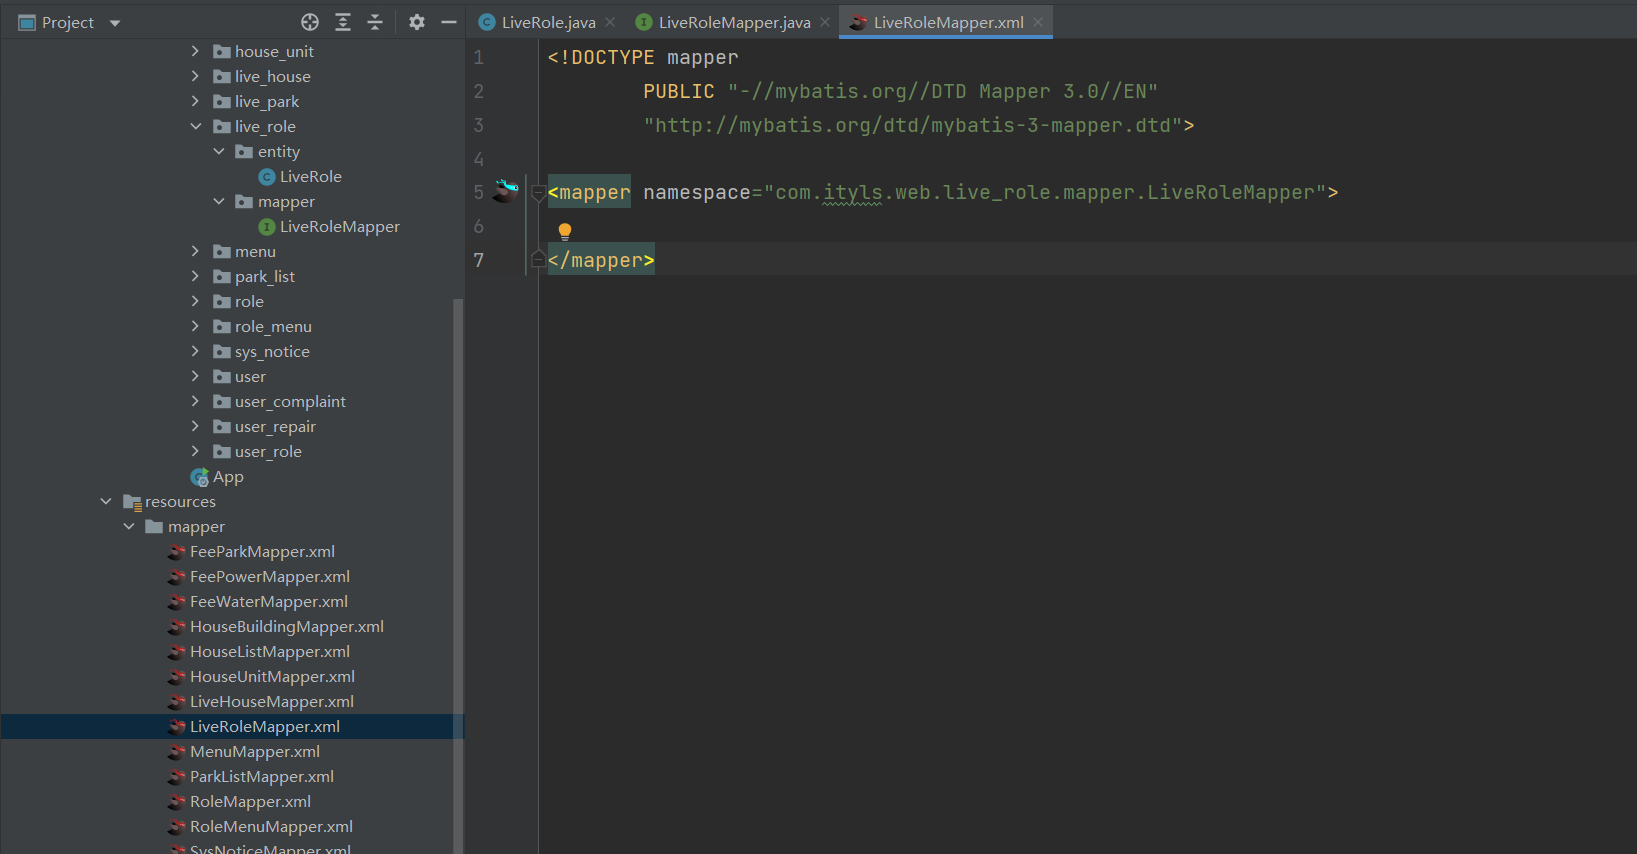 Project
house_unit
live_house
live_park
live_role
entity
LiveRole
mapper
LiveRoleMapper
menu
park_list
role
role_menu
sys_notice
user
user_complaint
user_repair
user_role
App
resources
mapper
FeeParkMapper.xml
FeePowerMapper.xml
FeeWaterMapper.xml
HouseBuildingMapper.xml
HouseListMapper.xml
HouseUnitMapper.xml
LiveHouseMapper.xml
LiveRoleMapper.xml
MenuMapper.xml
ParkListMapper.xml
RoleMapper.xml
RoleMenuMapper.xml
SysNoticeMapper.xml
LiveRole.java LiveRoleMapper.java LiveRoleMapper.xml
1 <!DOCTYPE mapper
2 PUBLIC "-//mybatis.org//DTD Mapper 3.0//EN"
3 "http://mybatis.org/dtd/mybatis-3-mapper.dtd">
4
5 <mapper namespace="com.ityls.web.live_role.mapper.LiveRoleMapper">
6
7 </mapper>